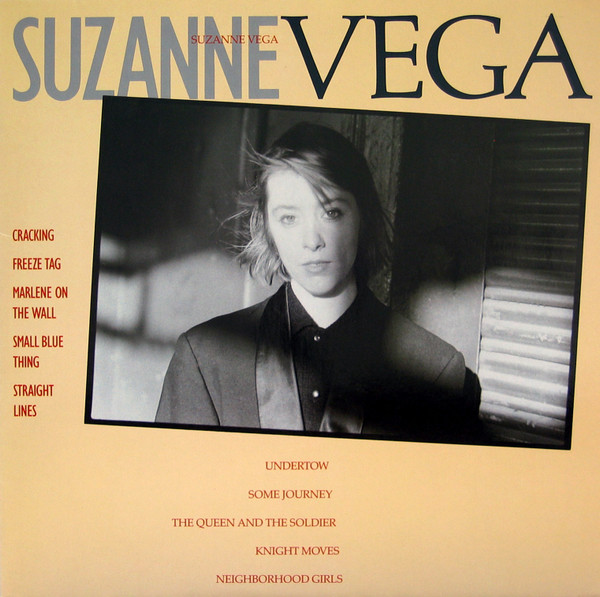 SUZANNE VEGA
SUZANNE VEGA
CRACKING
FREEZE TAG
MARLENE ON
THE WALL
SMALL BLUE
THING
STRAIGHT
LINES
UNDERTOW
SOME JOURNEY
THE QUEEN AND THE SOLDIER
KNIGHT MOVES
NEIGHBORHOOD GIRLS